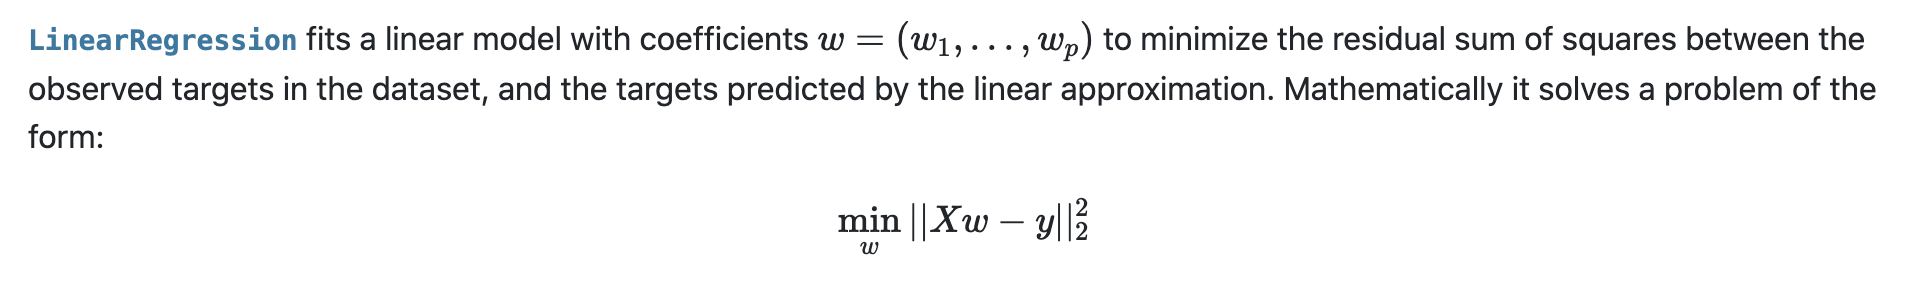 LinearRegression fits a linear model with coefficients w = (w₁, . . . , wₚ) to minimize the residual sum of squares between the
observed targets in the dataset, and the targets predicted by the linear approximation. Mathematically it solves a problem of the
form:
min_w ||Xw − y||₂²